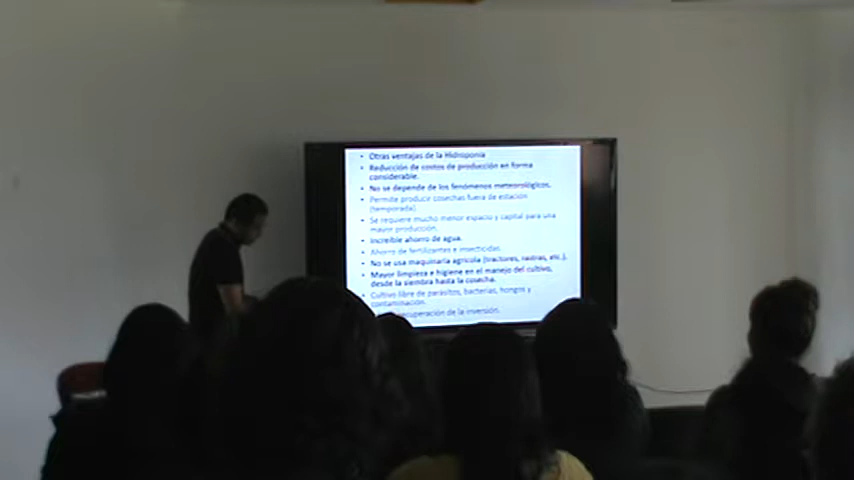 Otras ventajas de la Hidroponía
Reducción de costos de producción en forma
considerable.
No se depende de los fenómenos meteorológicos.
Permite producir cosechas fuera de estación
(temporada)
Se requiere mucho menor espacio y capital para una
mayor producción.
Increíble ahorro de agua.
Ahorro de fertilizantes e insecticidas.
No se usa maquinaria agrícola (tractores, rastras, etc.).
Mayor limpieza e higiene en el manejo del cultivo,
desde la siembra hasta la cosecha.
Cultivo libre de parásitos, bacterias, hongos y
contaminación.
recuperación de la inversión.